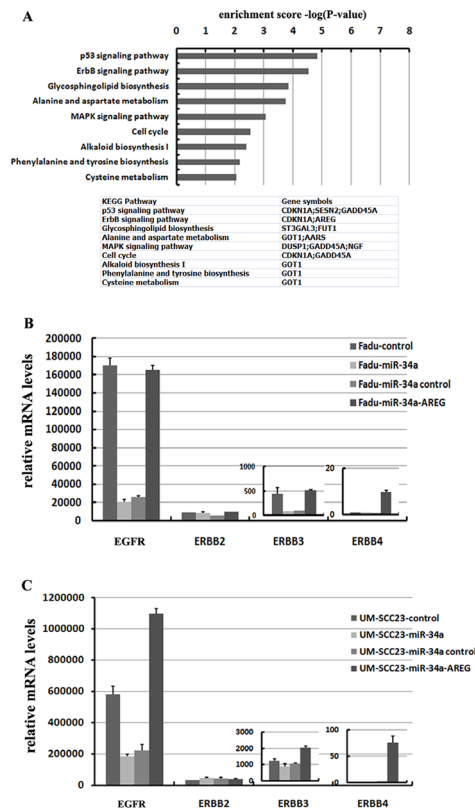 A
enrichment score -log(P-value)
0 1 2 3 4 5 6 7 8
p53 signaling pathway
ErbB signaling pathway
Glycosphingolipid biosynthesis
Alanine and aspartate metabolism
MAPK signaling pathway
Cell cycle
Alkaloid biosynthesis I
Phenylalanine and tyrosine biosynthesis
Cysteine metabolism
KEGG Pathway Gene symbols
p53 signaling pathway CDKN1A;SESN2;GADD45A
ErbB signaling pathway CDKN1A;AREG
Glycosphingolipid biosynthesis ST3GAL3;FUT1
Alanine and aspartate metabolism GOT1;AARS
MAPK signaling pathway DUSP1;GADD45A;NGF
Cell cycle CDKN1A;GADD45A
Alkaloid biosynthesis I GOT1
Phenylalanine and tyrosine biosynthesis GOT1
Cysteine metabolism GOT1
B
relative mRNA levels
200000
180000
160000
140000
120000
100000
80000
60000
40000
20000
0
Fadu-control
Fadu-miR-34a
Fadu-miR-34a control
Fadu-miR-34a-AREG
1000
500
0
20
10
0
EGFR ERBB2 ERBB3 ERBB4
C
relative mRNA levels
1200000
1000000
800000
600000
400000
200000
0
UM-SCC23-control
UM-SCC23-miR-34a
UM-SCC23-miR-34a control
UM-SCC23-miR-34a-AREG
3000
2000
1000
0
100
50
0
EGFR ERBB2 ERBB3 ERBB4